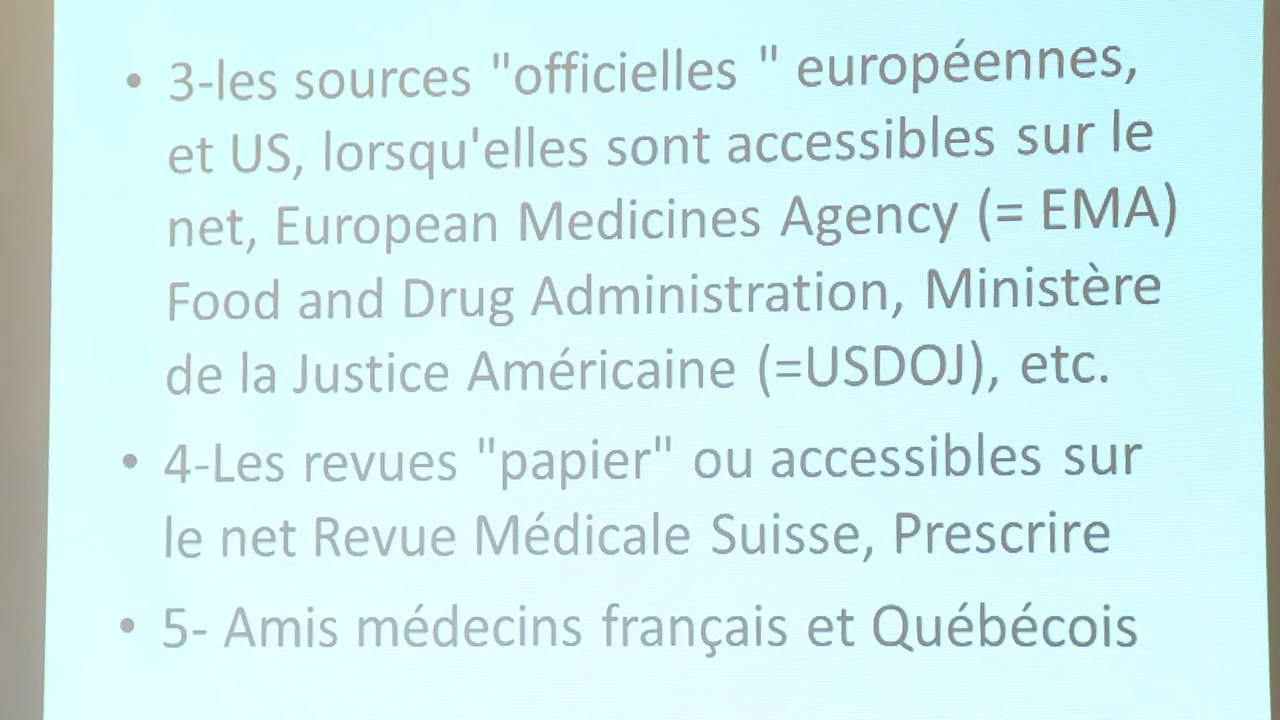 • 3-les sources "officielles " européennes,
et US, lorsqu'elles sont accessibles sur le
net, European Medicines Agency (= EMA)
Food and Drug Administration, Ministère
de la Justice Américaine (=USDOJ), etc.
• 4-Les revues "papier" ou accessibles sur
le net Revue Médicale Suisse, Prescrire
• 5- Amis médecins français et Québécois